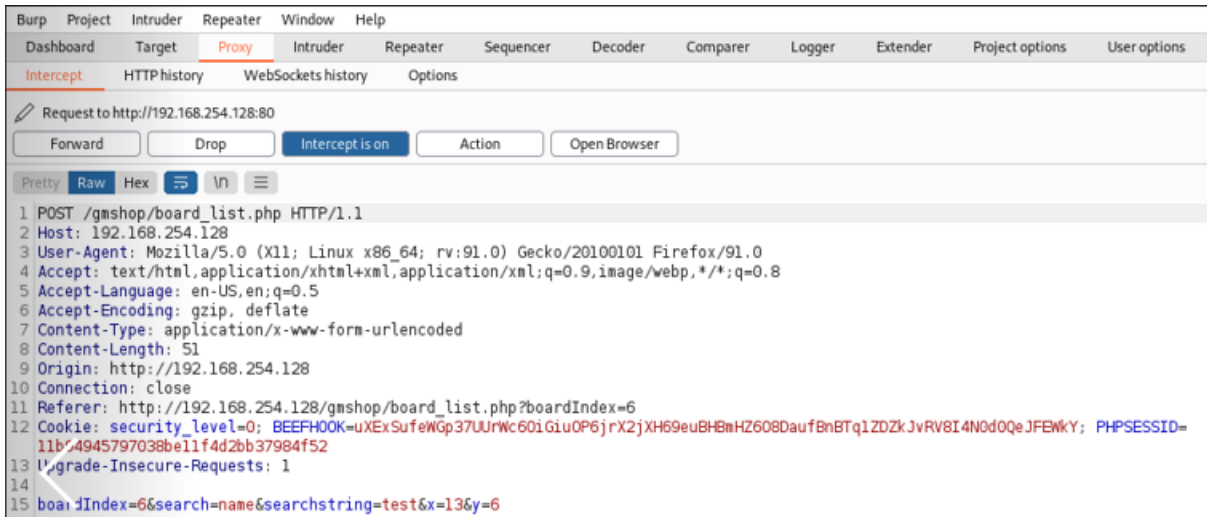 Burp Project Intruder Repeater Window Help
Dashboard Target Proxy Intruder Repeater Sequencer Decoder Comparer Logger Extender Project options User options
Intercept HTTP history WebSockets history Options
Request to http://192.168.254.128:80
Forward Drop Intercept is on Action Open Browser
Pretty Raw Hex \n
1 POST /gmshop/board_list.php HTTP/1.1
2 Host: 192.168.254.128
3 User-Agent: Mozilla/5.0 (X11; Linux x86_64; rv:91.0) Gecko/20100101 Firefox/91.0
4 Accept: text/html,application/xhtml+xml,application/xml;q=0.9,image/webp,*/*;q=0.8
5 Accept-Language: en-US,en;q=0.5
6 Accept-Encoding: gzip, deflate
7 Content-Type: application/x-www-form-urlencoded
8 Content-Length: 51
9 Origin: http://192.168.254.128
10 Connection: close
11 Referer: http://192.168.254.128/gmshop/board_list.php?boardIndex=6
12 Cookie: security_level=0; BEEFHOOK=uXExSufeWGp37UUrWc6OiGiuOP6jrX2jXH69euBHBmHZ6O8DaufBnBTqlZDZkJvRV8I4N0d0QeJFEWkY; PHPSESSID=
11b94945797038be11f4d2bb37984f52
13 Upgrade-Insecure-Requests: 1
14
15 boardIndex=6&search=name&searchstring=test&x=13&y=6